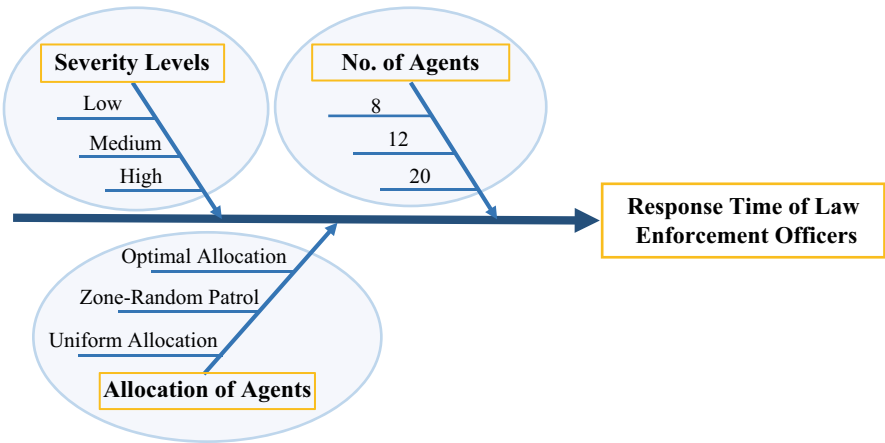 Severity Levels
Low
Medium
High
No. of Agents
8
12
20
Response Time of Law
Enforcement Officers
Optimal Allocation
Zone-Random Patrol
Uniform Allocation
Allocation of Agents